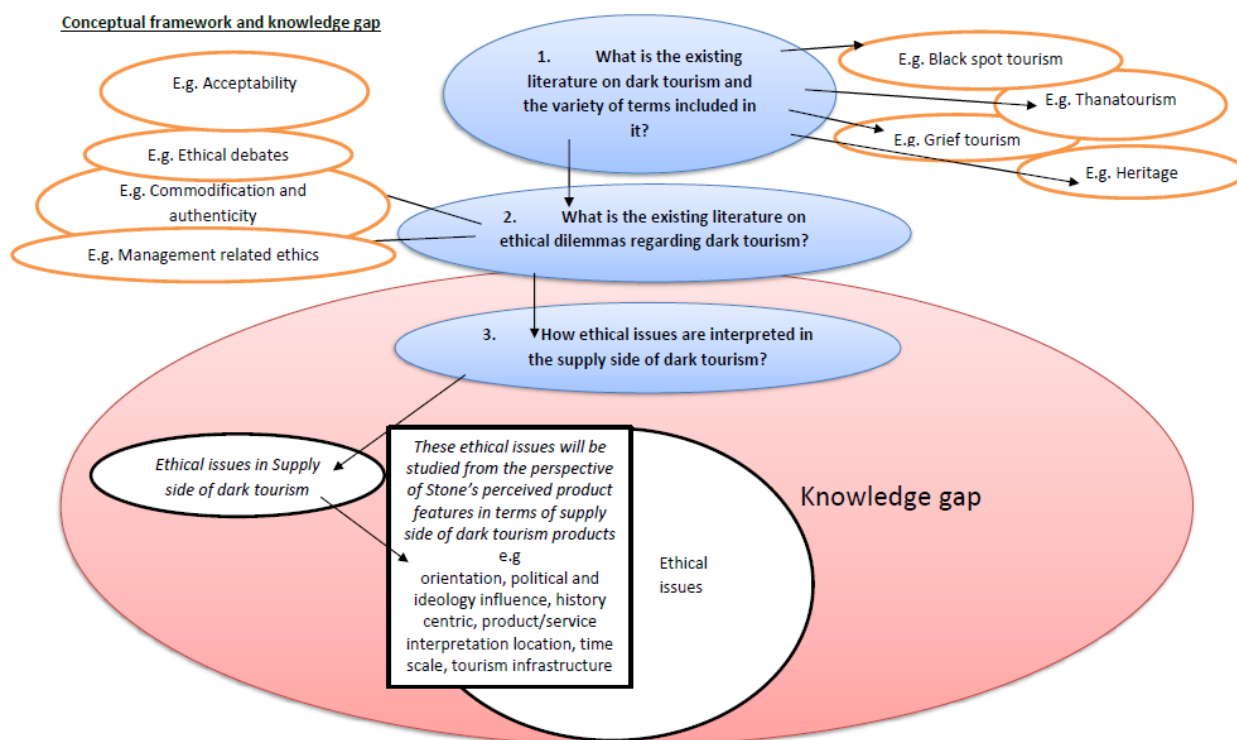 Conceptual framework and knowledge gap
1. What is the existing
literature on dark tourism and
the variety of terms included in
it?
E.g. Black spot tourism
E.g. Thanatourism
E.g. Grief tourism
E.g. Heritage
E.g. Acceptability
E.g. Ethical debates
E.g. Commodification and
authenticity
E.g. Management related ethics
2. What is the existing literature on
ethical dilemmas regarding dark tourism?
3. How ethical issues are interpreted in
the supply side of dark tourism?
Ethical issues in Supply
side of dark tourism
These ethical issues will be
studied from the perspective
of Stone's perceived product
features in terms of supply
side of dark tourism products
e.g
orientation, political and
ideology influence, history
centric, product/service
interpretation location, time
scale, tourism infrastructure
Ethical
issues
Knowledge gap